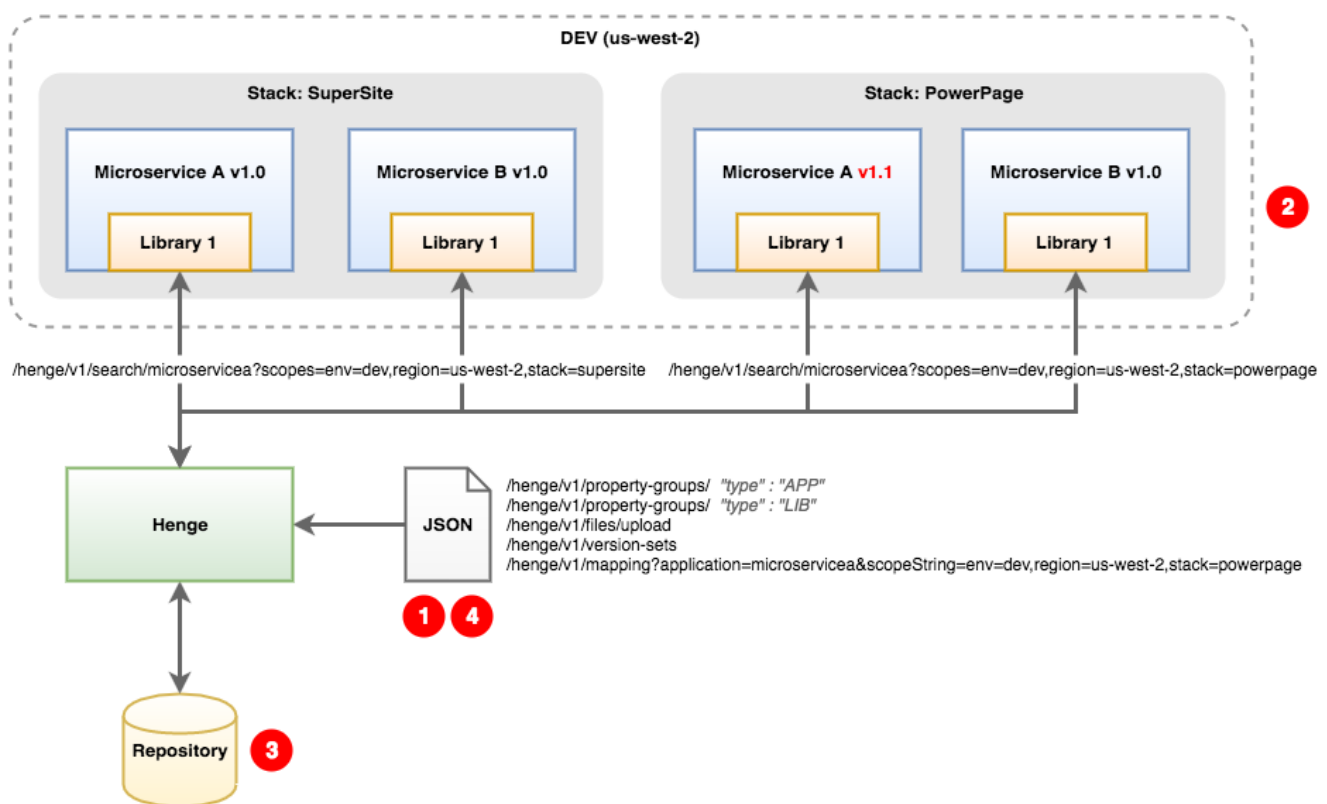 DEV (us-west-2)
Stack: SuperSite
Stack: PowerPage
Microservice A v1.0
Microservice B v1.0
Microservice A v1.1
Microservice B v1.0
Library 1
Library 1
Library 1
Library 1
2
/henge/v1/search/microservicea?scopes=env=dev,region=us-west-2,stack=supersite
/henge/v1/search/microservicea?scopes=env=dev,region=us-west-2,stack=powerpage
Henge
JSON
/henge/v1/property-groups/ "type" : "APP"
/henge/v1/property-groups/ "type" : "LIB"
/henge/v1/files/upload
/henge/v1/version-sets
/henge/v1/mapping?application=microservicea&scopeString=env=dev,region=us-west-2,stack=powerpage
1
4
Repository
3